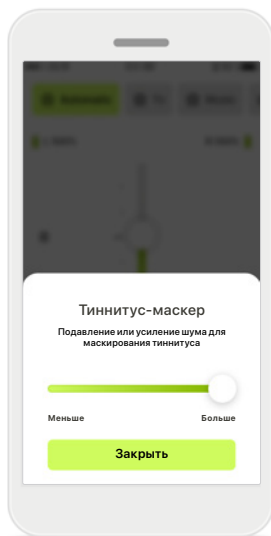 Тиннитус-маскер
Подавление или усиление шума для
маскирования тиннитуса
Меньше
Больше
Закрыть